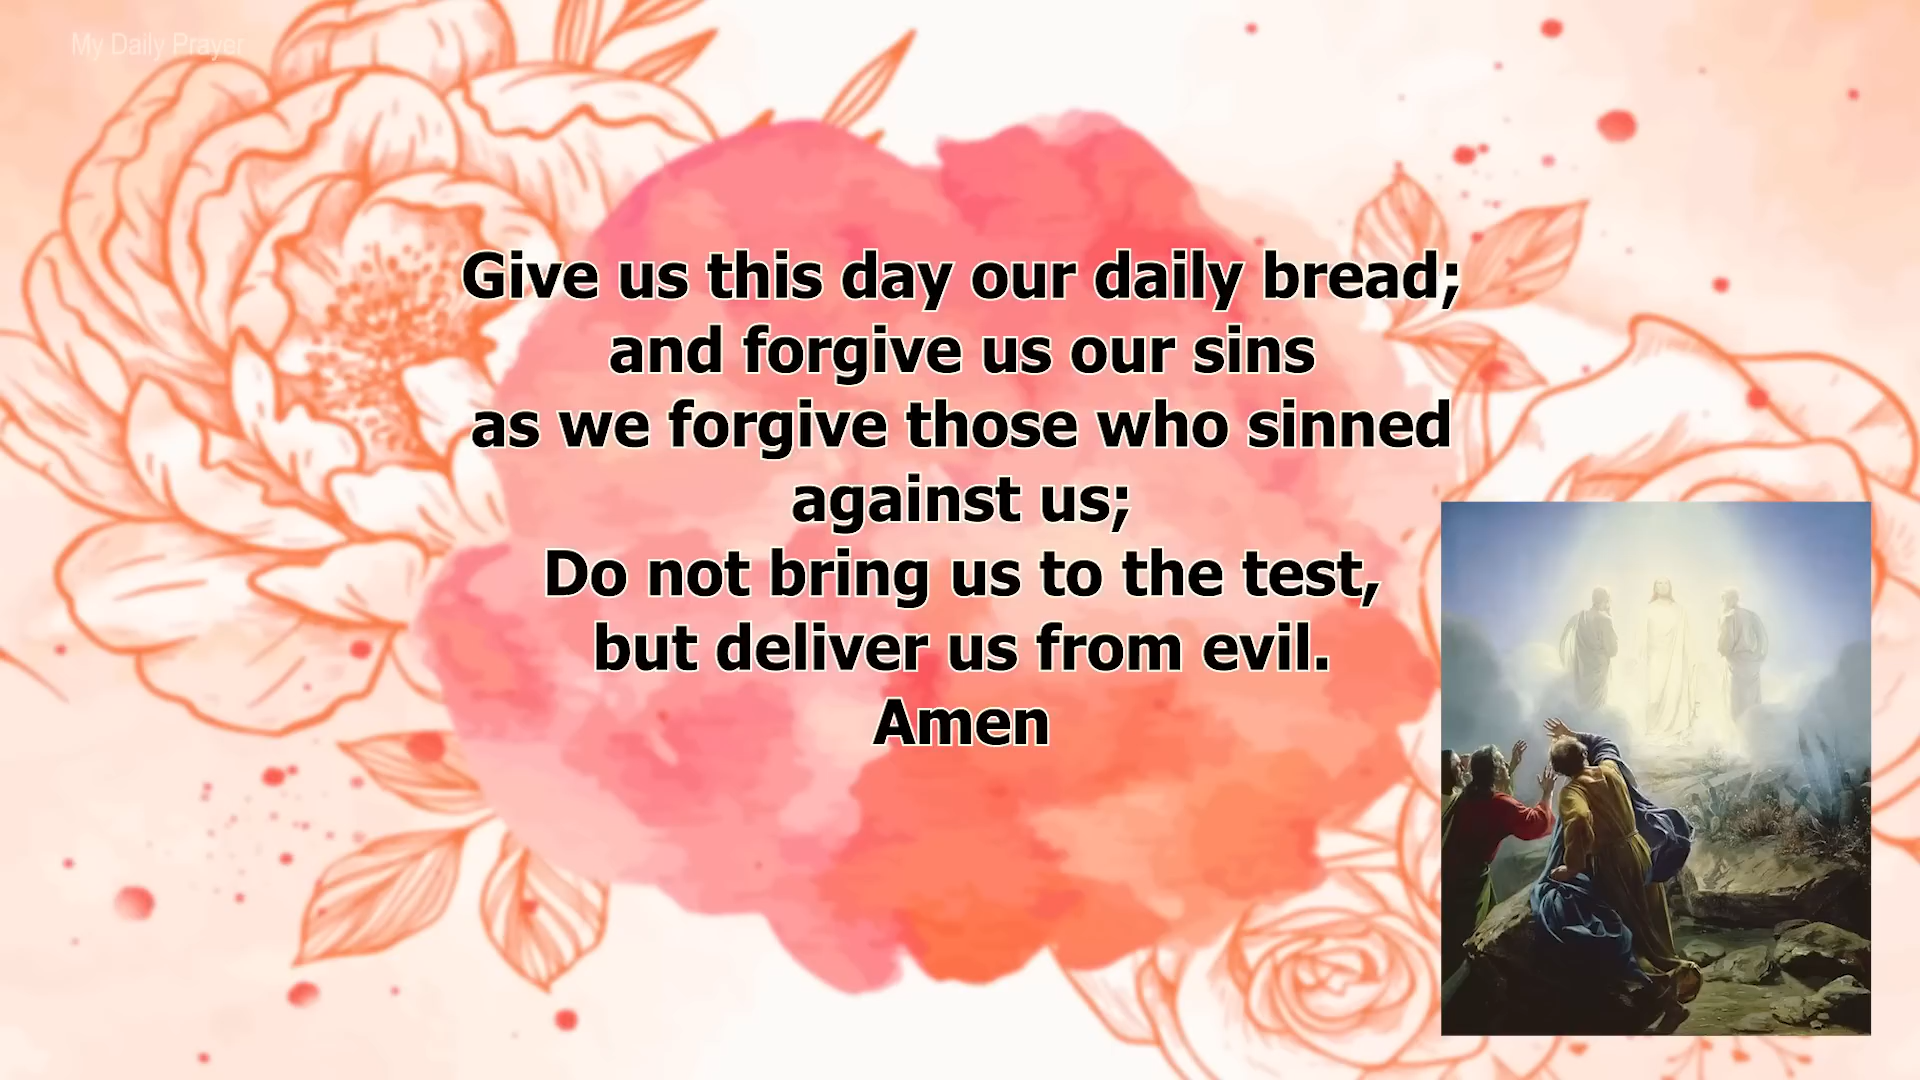 My Daily Prayer
Give us this day our daily bread;
and forgive us our sins
as we forgive those who sinned
against us;
Do not bring us to the test,
but deliver us from evil.
Amen